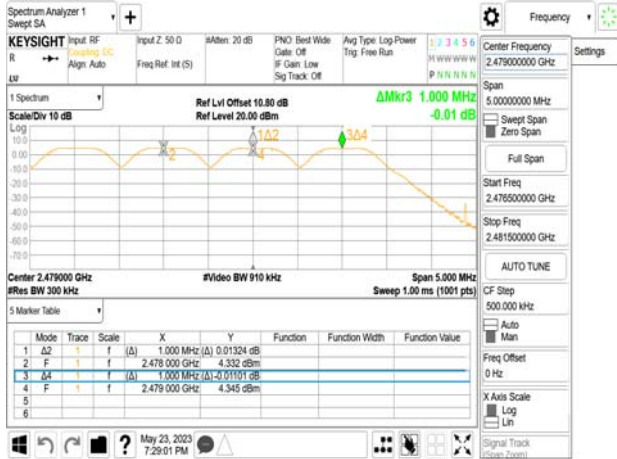 Spectrum Analyzer 1
Swept SA
Frequency
KEYSIGHT Input: RF Input Z: 50 Ω #Atten: 20 dB PNO: Best Wide Avg Type: Log-Power 1 2 3 4 5 6
R Coupling: DC Gate: Off Trig: Free Run
Align: Auto Freq Ref: Int (S) IF Gain: Low M W W W W W
LXI Sig Track: Off P N N N N N
1 Spectrum Ref Lvl Offset 10.80 dB ΔMkr3 1.000 MHz
Scale/Div 10 dB Ref Level 20.00 dBm -0.01 dB
Log
10.0
0.00
-10.0
-20.0
-30.0
-40.0
-50.0
-60.0
-70.0
2
1Δ2
4
3Δ4
Center 2.479000 GHz #Video BW 910 kHz Span 5.000 MHz
#Res BW 300 kHz Sweep 1.00 ms (1001 pts)
5 Marker Table
Mode Trace Scale X Y Function Function Width Function Value
1 Δ2 1 f (Δ) 1.000 MHz (Δ) 0.01324 dB
2 F 1 f 2.478 000 GHz 4.332 dBm
3 Δ4 1 f (Δ) 1.000 MHz (Δ) -0.01101 dB
4 F 1 f 2.479 000 GHz 4.345 dBm
5
6
May 23, 2023
7:29:01 PM
Center Frequency
2.479000000 GHz
Settings
Span
5.00000000 MHz
Swept Span
Zero Span
Full Span
Start Freq
2.476500000 GHz
Stop Freq
2.481500000 GHz
AUTO TUNE
CF Step
500.000 kHz
Auto
Man
Freq Offset
0 Hz
X Axis Scale
Log
Lin
Signal Track
(Span Zoom)